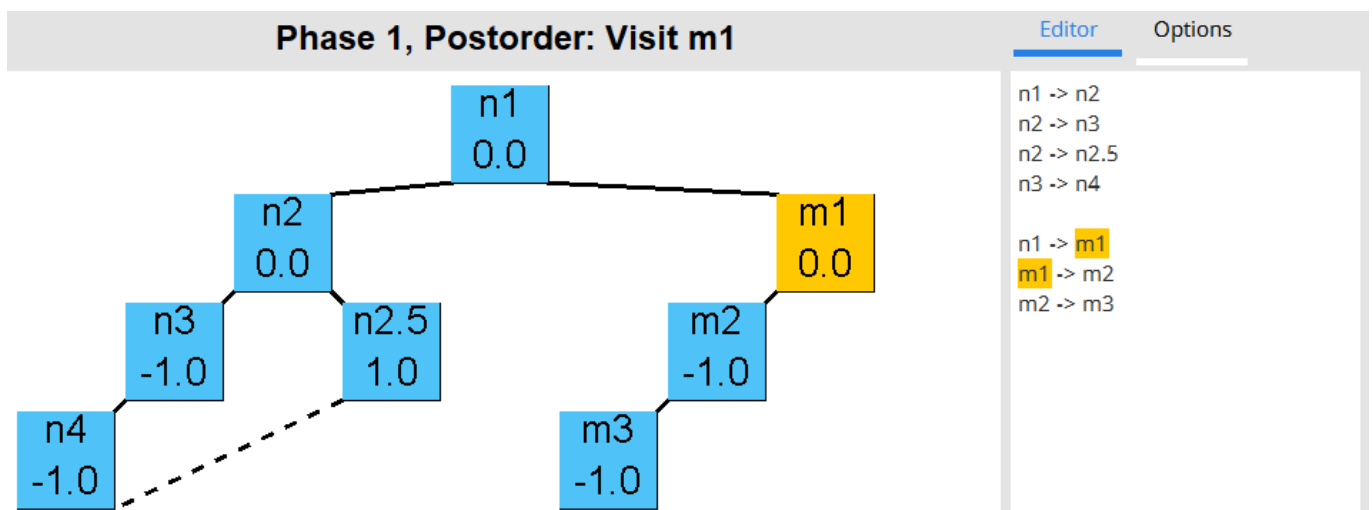 Phase 1, Postorder: Visit m1
Editor Options
n1
0.0
n2
0.0
m1
0.0
n3
-1.0
n2.5
1.0
m2
-1.0
n4
-1.0
m3
-1.0
n1 -> n2
n2 -> n3
n2 -> n2.5
n3 -> n4
n1 -> m1
m1 -> m2
m2 -> m3